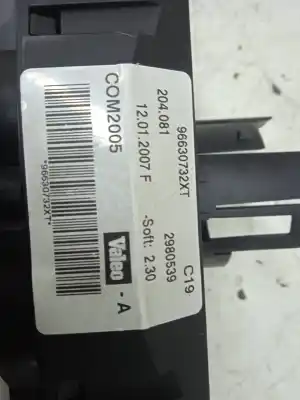 96630732XT C19
204.081 2980539
12.01.2007 F -Soft: 2.30
COM2005 Valeo - A
*96630732XT*